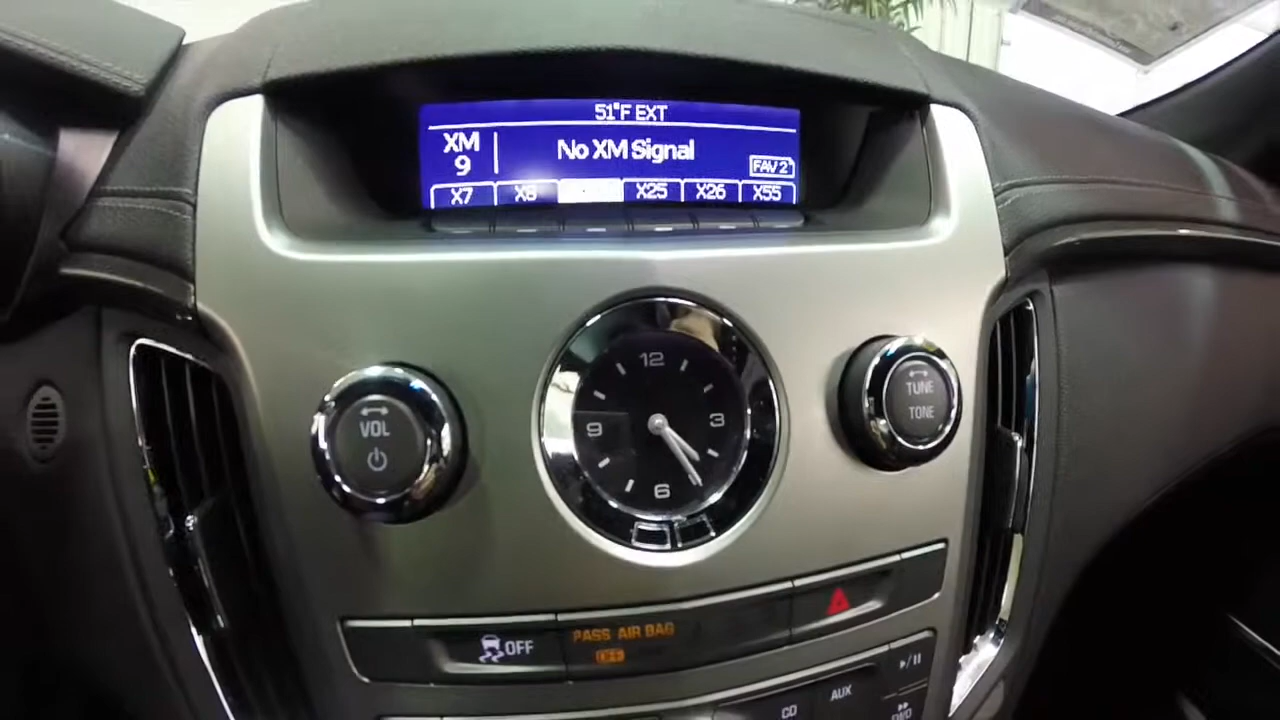 51°F EXT
XM
9
No XM Signal
FAV 2
X7 X8 X25 X26 X55
VOL
12
3
6
9
TUNE
TONE
OFF
PASS AIR BAG
OFF
CD
AUX
FWD